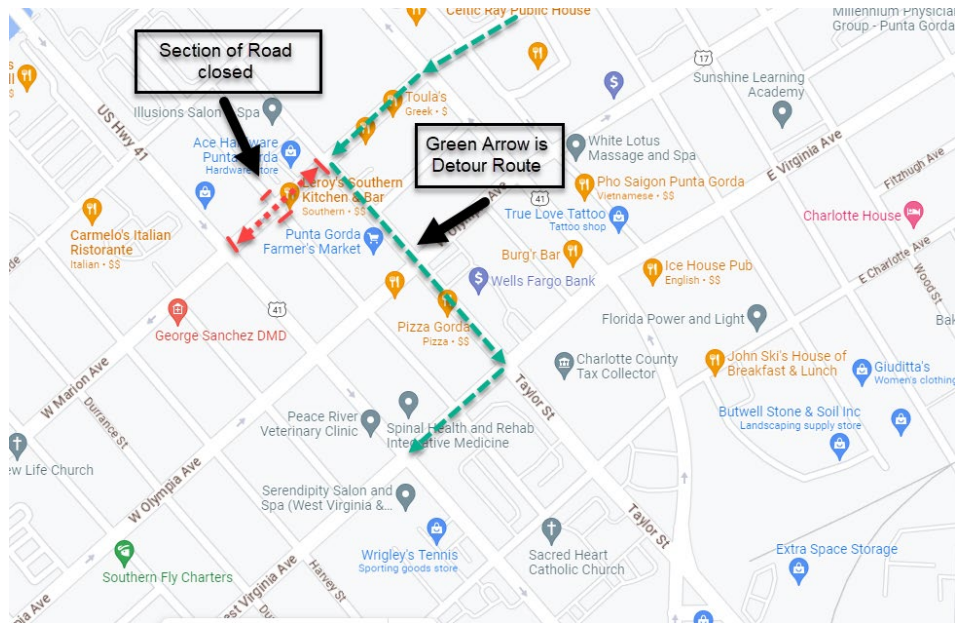 Celtic Ray Public House
Millennium Physician
Group - Punta Gorda
17
Section of Road
closed
Sunshine Learning
Academy
US Hwy 41
Illusions Salon
Spa
Toula's
Greek • $
Green Arrow is
Detour Route
White Lotus
Massage and Spa
E Virginia Ave
Fitzhugh Ave
Ace Hardware
Punta Gorda
Hardware store
Leroy's Southern
Kitchen & Bar
Southern • $$
Pho Saigon Punta Gorda
Vietnamese • $$
41
True Love Tattoo
Tattoo shop
Charlotte House
Carmelo's Italian
Ristorante
Italian • $$
Punta Gorda
Farmer's Market
Burg'r Bar
E Charlotte Ave
Wood St
Wells Fargo Bank
Ice House Pub
English • $$
41
George Sanchez DMD
Pizza Gorda
Pizza • $$
Florida Power and Light
Bak
W Marion Ave
Durrance St
Charlotte County
Tax Collector
John Ski's House of
Breakfast & Lunch
Giuditta's
Women's clothing
Taylor St
Peace River
Veterinary Clinic
Spinal Health and Rehab
Integrative Medicine
Butwell Stone & Soil Inc
Landscaping supply store
ew Life Church
W Olympia Ave
Serendipity Salon and
Spa (West Virginia &...
Taylor St
Wrigley's Tennis
Sporting goods store
Sacred Heart
Catholic Church
Extra Space Storage
Southern Fly Charters
Harvey St
est Virginia Ave
Olympia Ave